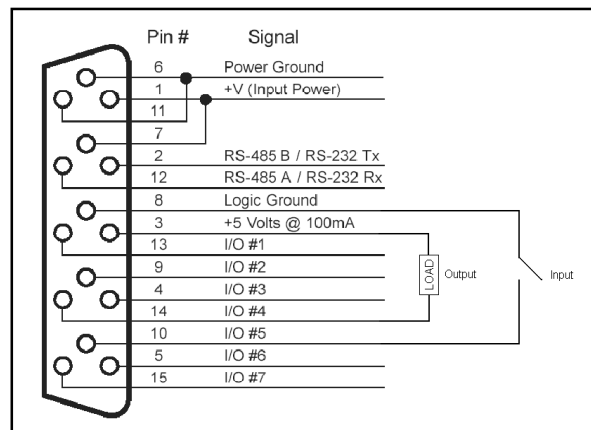 Pin # Signal
6 Power Ground
1 +V (Input Power)
11
7
2 RS-485 B / RS-232 Tx
12 RS-485 A / RS-232 Rx
8 Logic Ground
3 +5 Volts @ 100mA
13 I/O #1
9 I/O #2
4 I/O #3
14 I/O #4
10 I/O #5
5 I/O #6
15 I/O #7
LOAD Output
Input